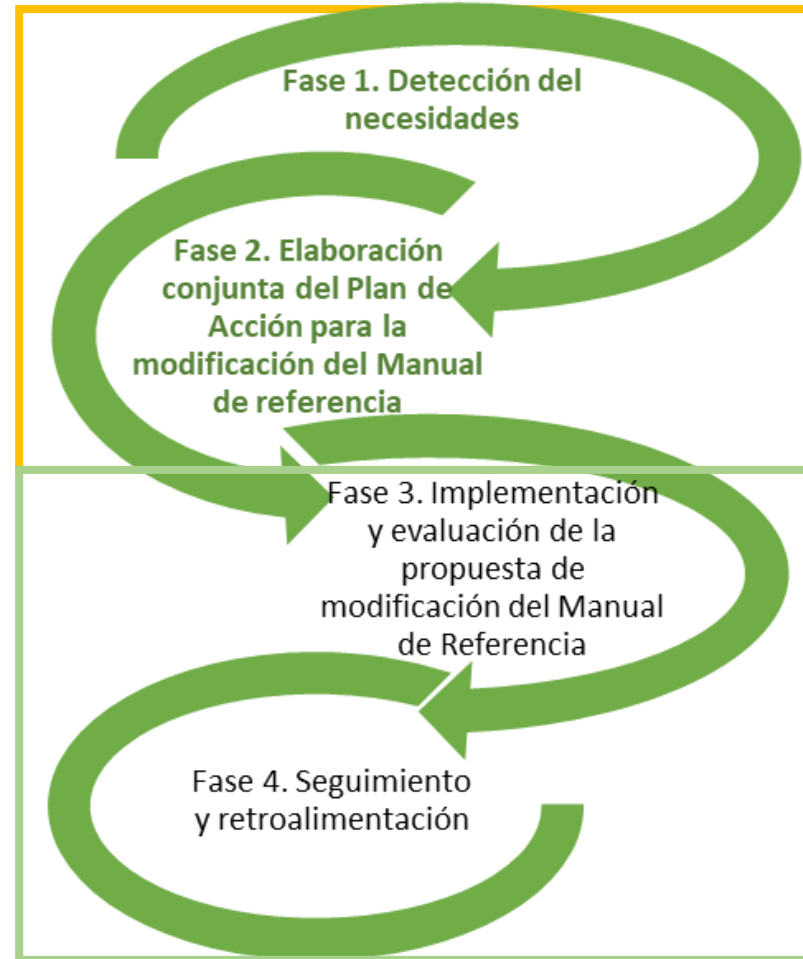 Fase 1. Detección del
necesidades
Fase 2. Elaboración
conjunta del Plan de
Acción para la
modificación del Manual
de referencia
Fase 3. Implementación
y evaluación de la
propuesta de
modificación del Manual
de Referencia
Fase 4. Seguimiento
y retroalimentación